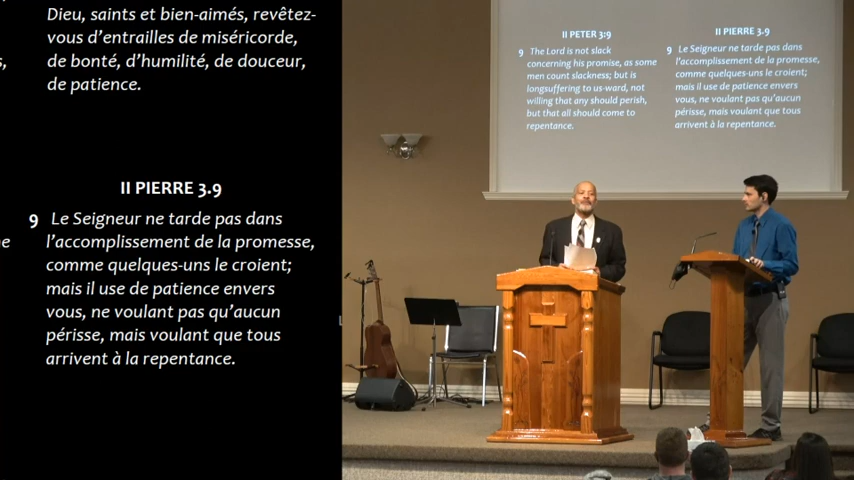 Dieu, saints et bien-aimés, revêtez-
vous d'entrailles de miséricorde,
de bonté, d'humilité, de douceur,
de patience.
II PIERRE 3.9
9 Le Seigneur ne tarde pas dans
l'accomplissement de la promesse,
comme quelques-uns le croient;
mais il use de patience envers
vous, ne voulant pas qu'aucun
périsse, mais voulant que tous
arrivent à la repentance.
II PETER 3:9
9 The Lord is not slack
concerning his promise, as some
men count slackness; but is
longsuffering to us-ward, not
willing that any should perish,
but that all should come to
repentance.
II PIERRE 3.9
9 Le Seigneur ne tarde pas dans
l'accomplissement de la promesse,
comme quelques-uns le croient;
mais il use de patience envers
vous, ne voulant pas qu'aucun
périsse, mais voulant que tous
arrivent à la repentance.